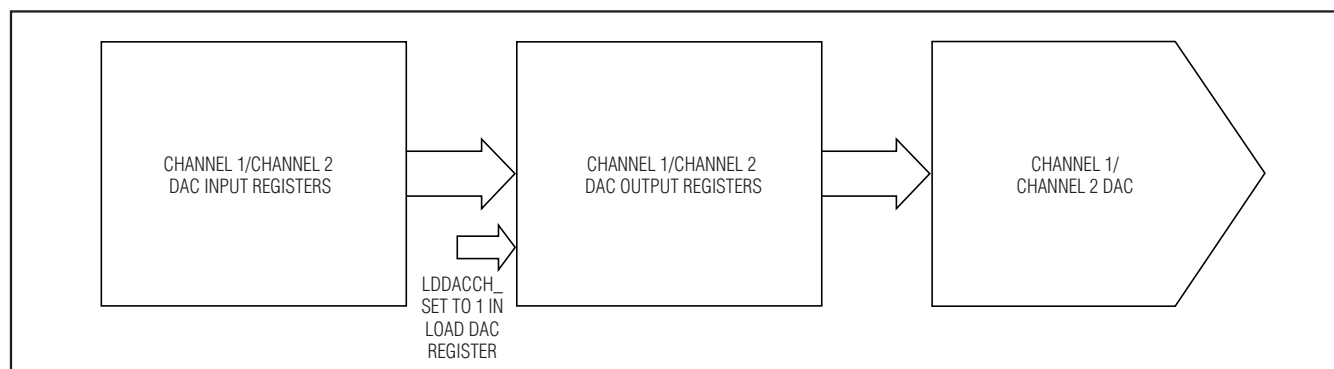 CHANNEL 1/CHANNEL 2
DAC INPUT REGISTERS
LDDACCH_
SET TO 1 IN
LOAD DAC
REGISTER
CHANNEL 1/CHANNEL 2
DAC OUTPUT REGISTERS
CHANNEL 1/
CHANNEL 2 DAC